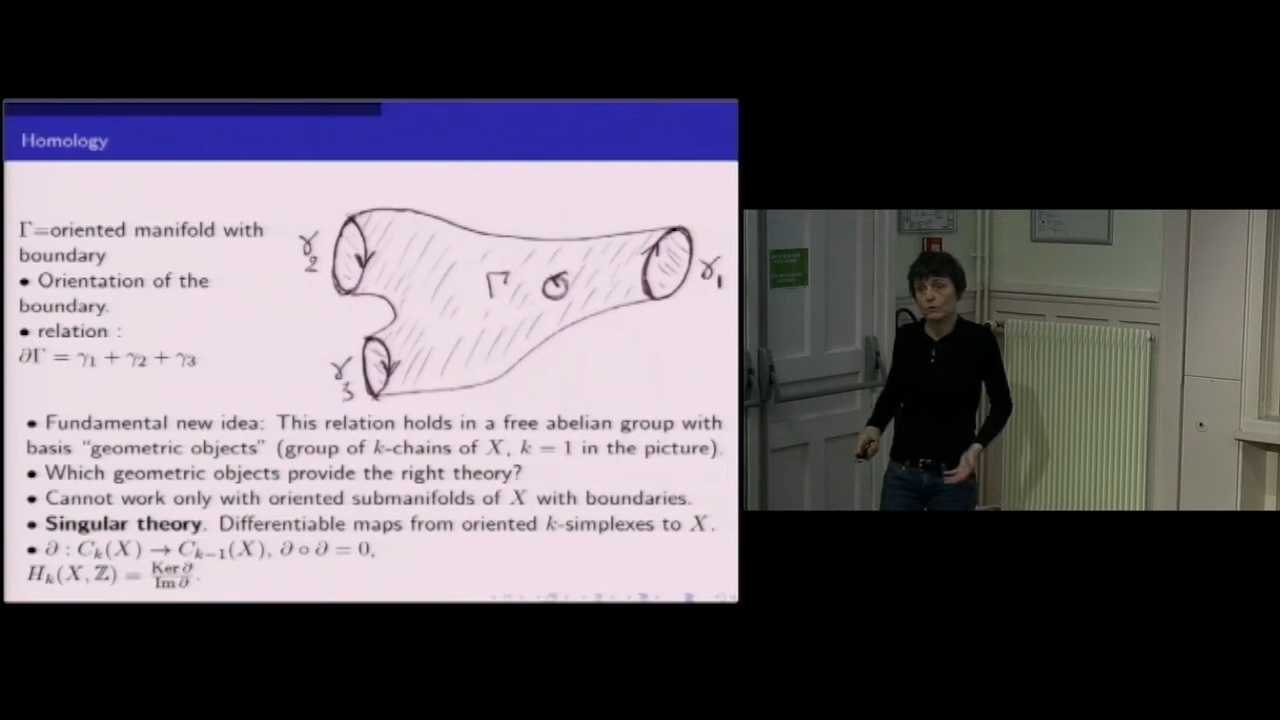 Homology
Γ=oriented manifold with
boundary
• Orientation of the
boundary.
• relation :
∂Γ = γ₁ + γ₂ + γ₃
γ₂
Γ
γ₁
γ₃
• Fundamental new idea: This relation holds in a free abelian group with
basis “geometric objects” (group of k-chains of X, k = 1 in the picture).
• Which geometric objects provide the right theory?
• Cannot work only with oriented submanifolds of X with boundaries.
• Singular theory. Differentiable maps from oriented k-simplexes to X.
• ∂ : Cₖ(X) → Cₖ₋₁(X), ∂ ∘ ∂ = 0,
Hₖ(X, ℤ) = Ker ∂ / Im ∂.